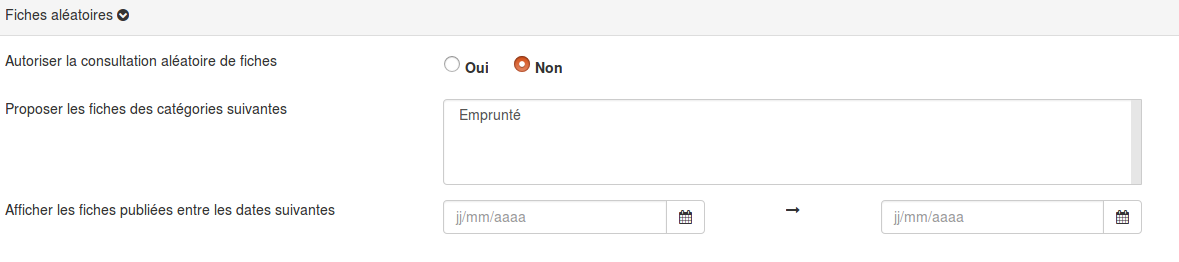 Fiches aléatoires
Autoriser la consultation aléatoire de fiches
Oui Non
Proposer les fiches des catégories suivantes
Emprunté
Afficher les fiches publiées entre les dates suivantes
jj/mm/aaaa → jj/mm/aaaa